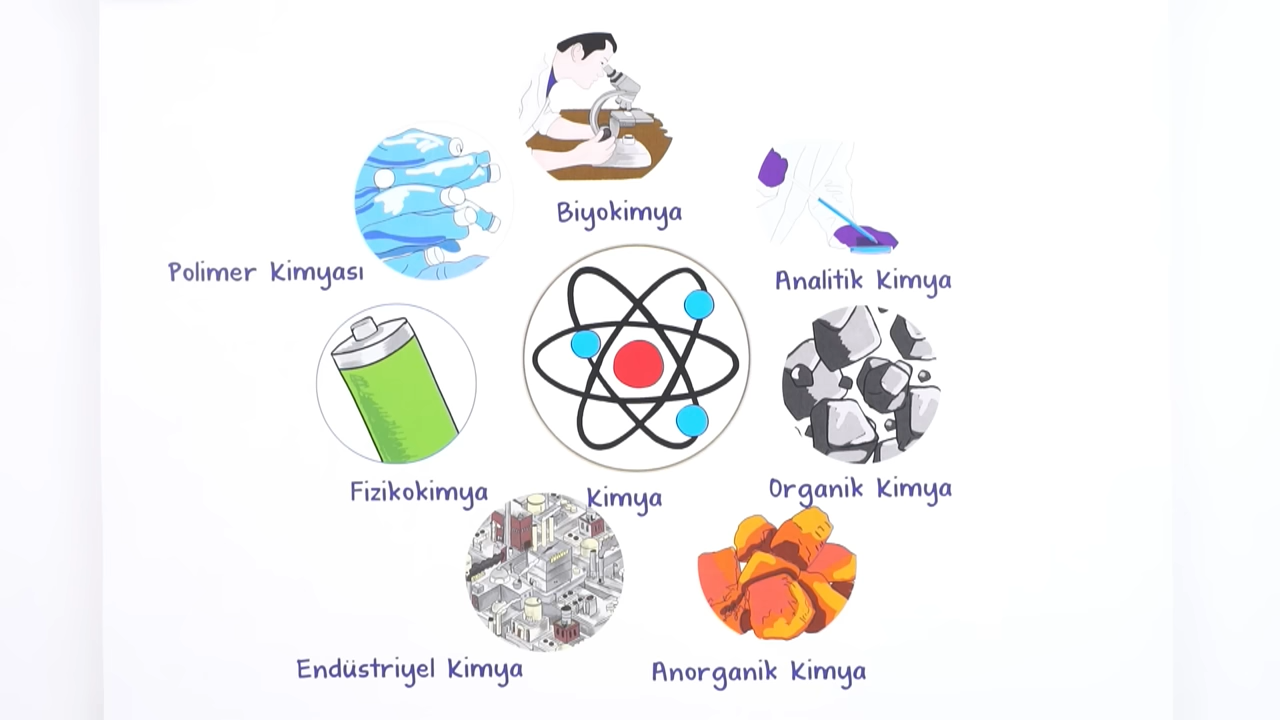 Biyokimya
Polimer Kimyası
Analitik Kimya
Fizikokimya
Kimya
Organik Kimya
Endüstriyel Kimya
Anorganik Kimya